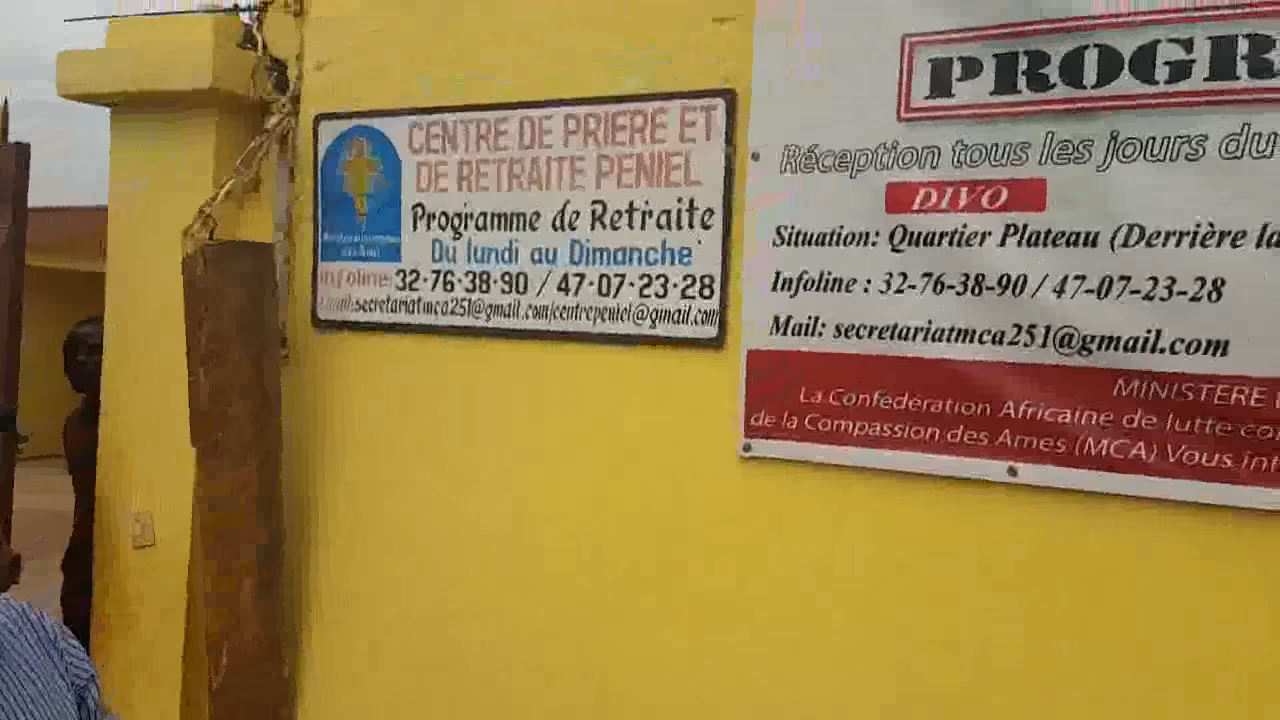 CENTRE DE PRIERE ET
DE RETRAITE PENIEL
Programme de Retraite
Du lundi au Dimanche
Infoline: 32-76-38-90 / 47-07-23-28
Email:secretariatmca251@gmail.com/centrepeniel@gmail.com
PROGR
Réception tous les jours du
DIVO
Situation: Quartier Plateau (Derrière la
Infoline : 32-76-38-90 / 47-07-23-28
Mail: secretariatmca251@gmail.com
MINISTERE
La Confédération Africaine de lutte co
de la Compassion des Ames (MCA) Vous int